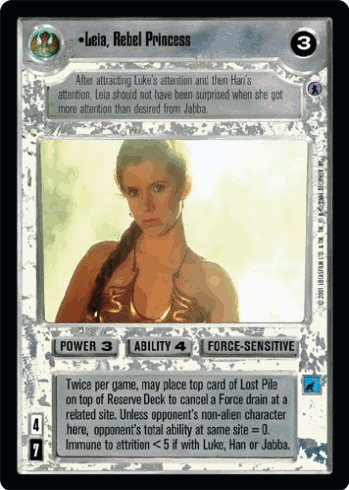 •Leia, Rebel Princess
3
After attracting Luke's attention and then Han's
attention, Leia should not have been surprised when she got
more attention than desired from Jabba.
POWER 3
ABILITY 4
FORCE-SENSITIVE
Twice per game, may place top card of Lost Pile
on top of Reserve Deck to cancel a Force drain at a
related site. Unless opponent's non-alien character
here, opponent's total ability at same site = 0.
Immune to attrition < 5 if with Luke, Han or Jabba.
4
7